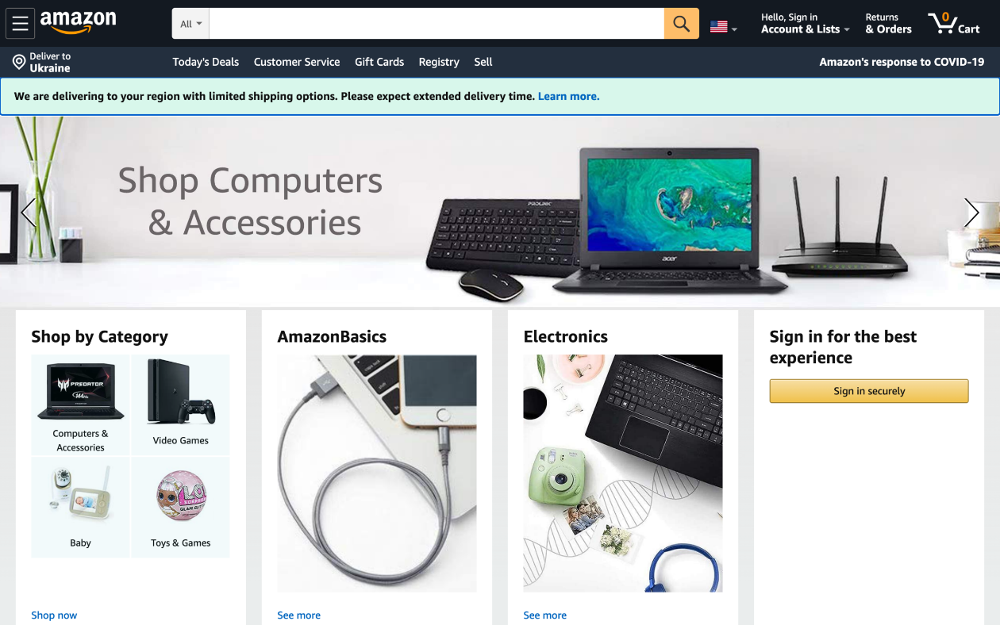 amazon
All
Hello, Sign in
Account & Lists
Returns
& Orders
0
Cart
Deliver to
Ukraine
Today's Deals
Customer Service
Gift Cards
Registry
Sell
Amazon's response to COVID-19
We are delivering to your region with limited shipping options. Please expect extended delivery time. Learn more.
Shop Computers
& Accessories
PROLINK
acer
Shop by Category
PREDATOR
144Hz
Computers &
Accessories
Video Games
Baby
L.O.L
SURPRISE
Toys & Games
Shop now
AmazonBasics
caps lock
See more
Electronics
See more
Sign in for the best
experience
Sign in securely